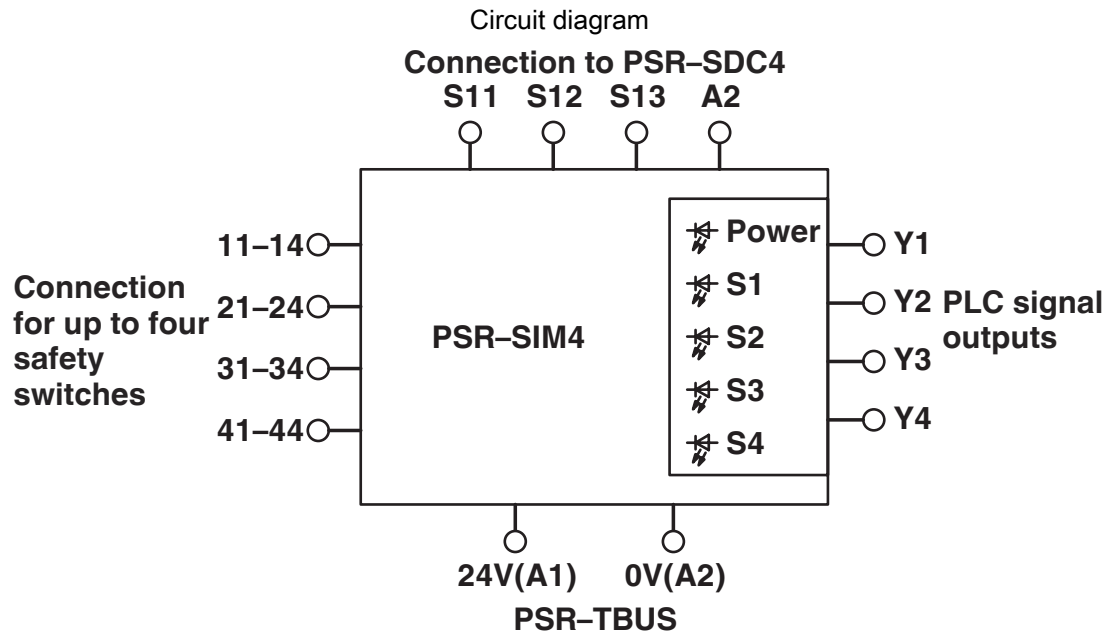 Circuit diagram
Connection to PSR–SDC4
S11 S12 S13 A2
11–14
21–24
31–34
41–44
Connection
for up to four
safety
switches
PSR–SIM4
Power
S1
S2
S3
S4
Y1
Y2
Y3
Y4
PLC signal
outputs
24V(A1) 0V(A2)
PSR–TBUS